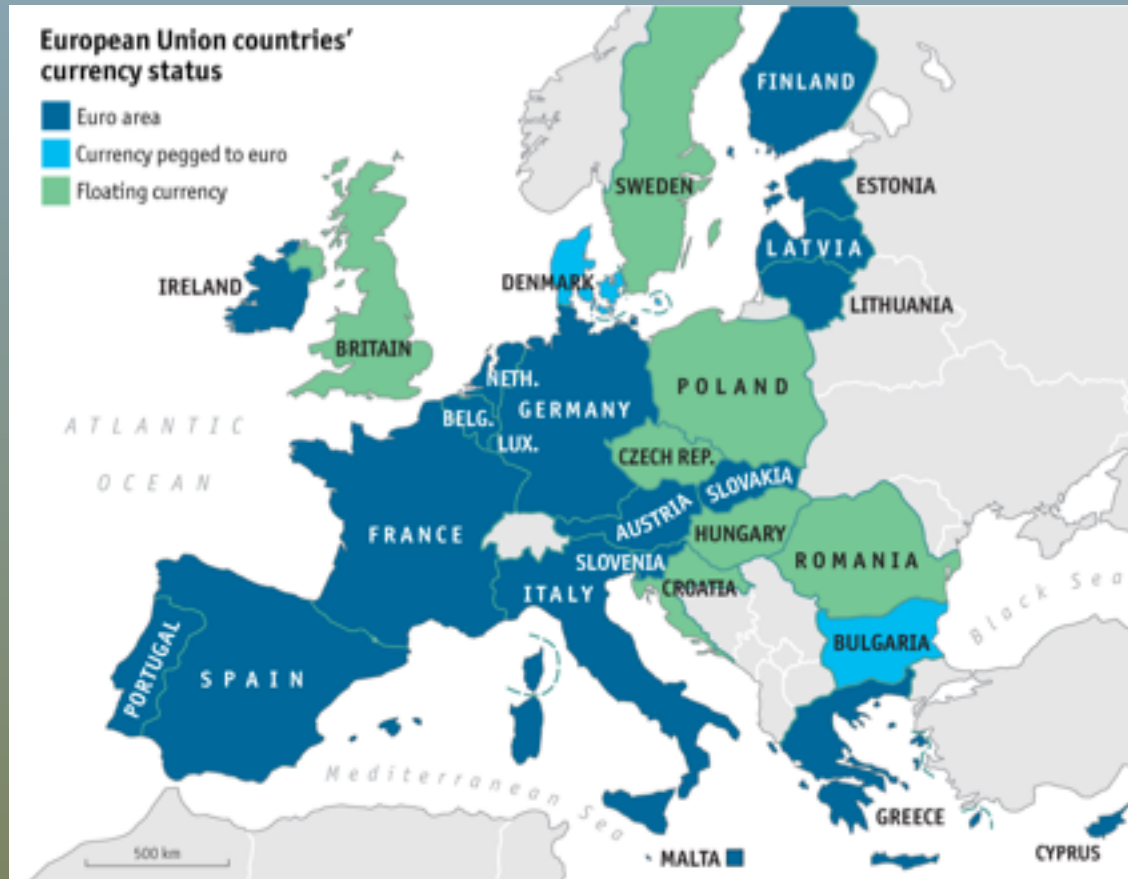 European Union countries'
currency status
Euro area
Currency pegged to euro
Floating currency
FINLAND
SWEDEN
ESTONIA
LATVIA
LITHUANIA
DENMARK
IRELAND
BRITAIN
NETH.
BELG.
LUX.
GERMANY
POLAND
CZECH REP.
SLOVAKIA
AUSTRIA
HUNGARY
SLOVENIA
CROATIA
ROMANIA
BULGARIA
ATLANTIC
OCEAN
FRANCE
ITALY
PORTUGAL
SPAIN
Black Sea
Mediterranean Sea
GREECE
MALTA
CYPRUS
500 km